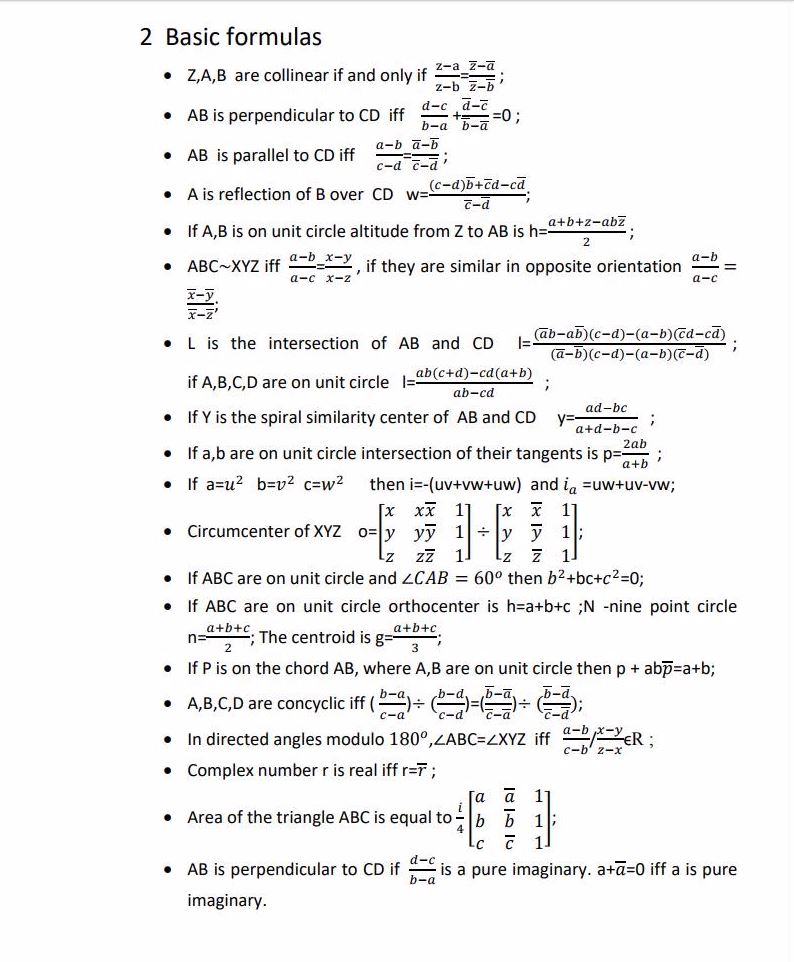 2 Basic formulas
• Z,A,B are collinear if and only if \frac{z-a}{z-b}=\frac{\overline{z}-\overline{a}}{\overline{z}-\overline{b}};
• AB is perpendicular to CD iff \frac{d-c}{b-a}+\frac{\overline{d}-\overline{c}}{\overline{b}-\overline{a}}=0 ;
• AB is parallel to CD iff \frac{a-b}{c-d}=\frac{\overline{a}-\overline{b}}{\overline{c}-\overline{d}};
• A is reflection of B over CD w=\frac{(c-d)\overline{b}+\overline{c}d-c\overline{d}}{\overline{c}-\overline{d}};
• If A,B is on unit circle altitude from Z to AB is h=\frac{a+b+z-ab\overline{z}}{2};
• ABC~XYZ iff \frac{a-b}{a-c}=\frac{x-y}{x-z}, if they are similar in opposite orientation \frac{a-b}{a-c} =
\frac{\overline{x}-\overline{y}}{\overline{x}-\overline{z}};
• L is the intersection of AB and CD l=\frac{(\overline{a}b-a\overline{b})(c-d)-(a-b)(\overline{c}d-c\overline{d})}{(\overline{a}-\overline{b})(c-d)-(a-b)(\overline{c}-\overline{d})} ;
if A,B,C,D are on unit circle l=\frac{ab(c+d)-cd(a+b)}{ab-cd} ;
• If Y is the spiral similarity center of AB and CD y=\frac{ad-bc}{a+d-b-c} ;
• If a,b are on unit circle intersection of their tangents is p=\frac{2ab}{a+b} ;
• If a=u² b=v² c=w² then i=-(uv+vw+uw) and i_a =uw+uv-vw;
• Circumcenter of XYZ o=\begin{bmatrix} x & x\overline{x} & 1 \\ y & y\overline{y} & 1 \\ z & z\overline{z} & 1 \end{bmatrix} ÷ \begin{bmatrix} x & \overline{x} & 1 \\ y & \overline{y} & 1 \\ z & \overline{z} & 1 \end{bmatrix};
• If ABC are on unit circle and ∠CAB = 60° then b²+bc+c²=0;
• If ABC are on unit circle orthocenter is h=a+b+c ;N -nine point circle
n=\frac{a+b+c}{2}; The centroid is g=\frac{a+b+c}{3};
• If P is on the chord AB, where A,B are on unit circle then p + ab\overline{p}=a+b;
• A,B,C,D are concyclic iff (\frac{b-a}{c-a})÷ (\frac{b-d}{c-d})=(\frac{\overline{b}-\overline{a}}{\overline{c}-\overline{a}})÷ (\frac{\overline{b}-\overline{d}}{\overline{c}-\overline{d}});
• In directed angles modulo 180°,∠ABC=∠XYZ iff \frac{a-b}{c-b}/\frac{x-y}{z-x}ϵR ;
• Complex number r is real iff r=\overline{r} ;
• Area of the triangle ABC is equal to \frac{i}{4}\begin{bmatrix} a & \overline{a} & 1 \\ b & \overline{b} & 1 \\ c & \overline{c} & 1 \end{bmatrix};
• AB is perpendicular to CD if \frac{d-c}{b-a} is a pure imaginary. a+\overline{a}=0 iff a is pure
imaginary.